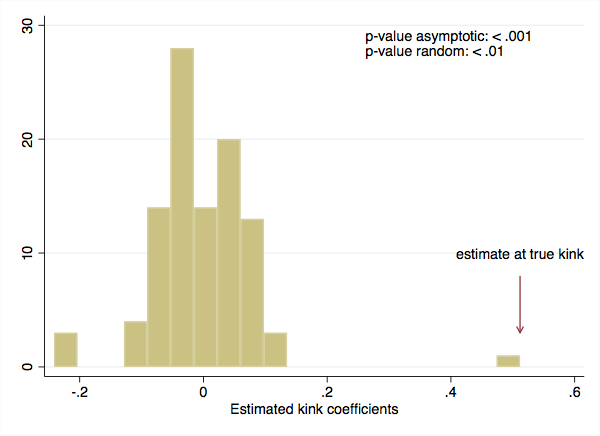 p-value asymptotic: < .001
p-value random: < .01
30
20
10
0
estimate at true kink
-.2
0
.2
.4
.6
Estimated kink coefficients